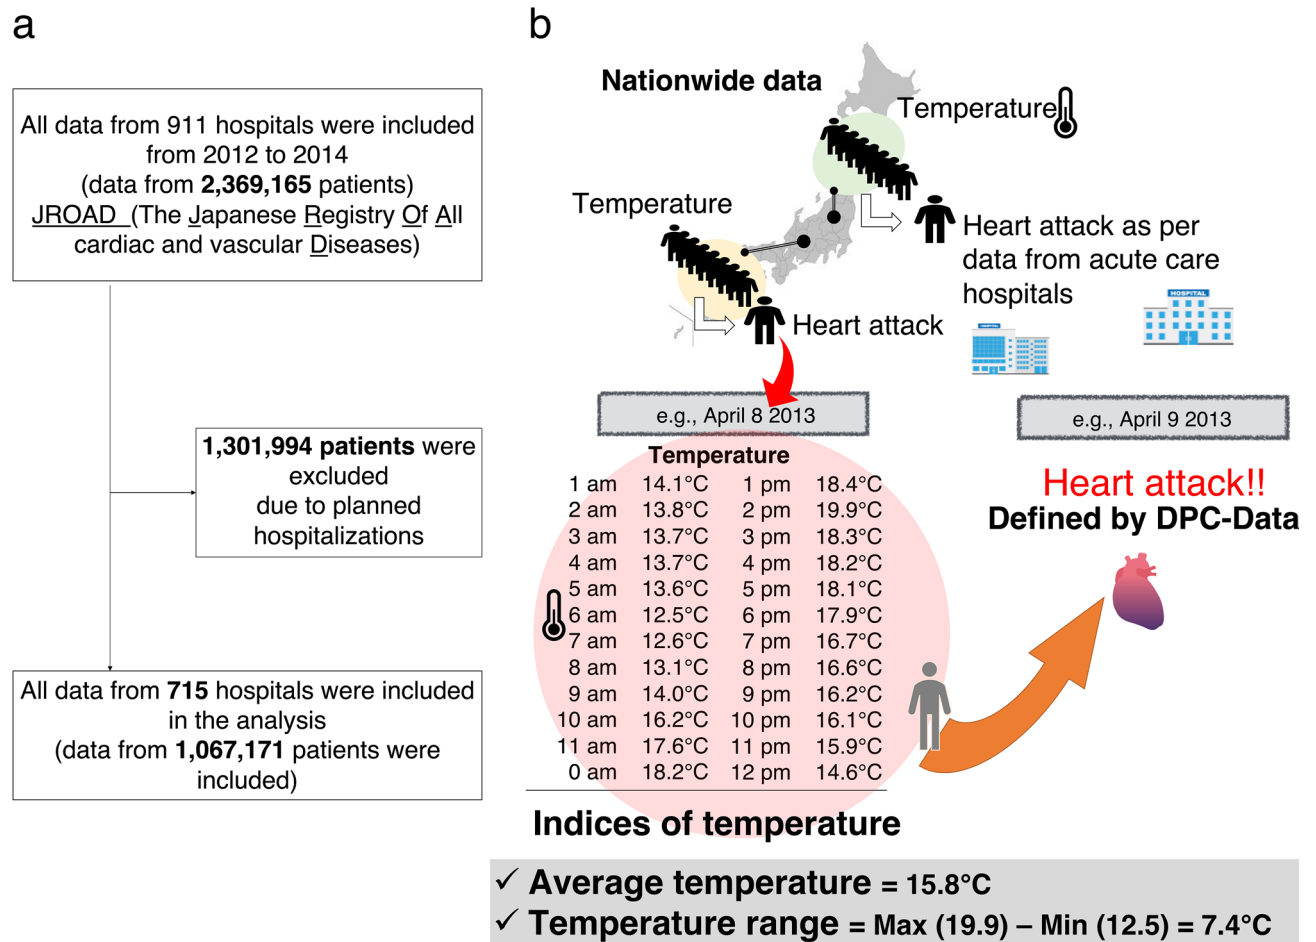 a
All data from 911 hospitals were included
from 2012 to 2014
(data from 2,369,165 patients)
JROAD (The Japanese Registry Of All
cardiac and vascular Diseases)
1,301,994 patients were
excluded
due to planned
hospitalizations
All data from 715 hospitals were included
in the analysis
(data from 1,067,171 patients were
included)
b
Nationwide data
Temperature
Temperature
Heart attack as per
data from acute care
hospitals
HOSPITAL
HOSPITAL
Heart attack
e.g., April 8 2013
e.g., April 9 2013
Temperature
1 am 14.1°C 1 pm 18.4°C
2 am 13.8°C 2 pm 19.9°C
3 am 13.7°C 3 pm 18.3°C
4 am 13.7°C 4 pm 18.2°C
5 am 13.6°C 5 pm 18.1°C
6 am 12.5°C 6 pm 17.9°C
7 am 12.6°C 7 pm 16.7°C
8 am 13.1°C 8 pm 16.6°C
9 am 14.0°C 9 pm 16.2°C
10 am 16.2°C 10 pm 16.1°C
11 am 17.6°C 11 pm 15.9°C
0 am 18.2°C 12 pm 14.6°C
Heart attack!!
Defined by DPC-Data
Indices of temperature
✓ Average temperature = 15.8°C
✓ Temperature range = Max (19.9) – Min (12.5) = 7.4°C